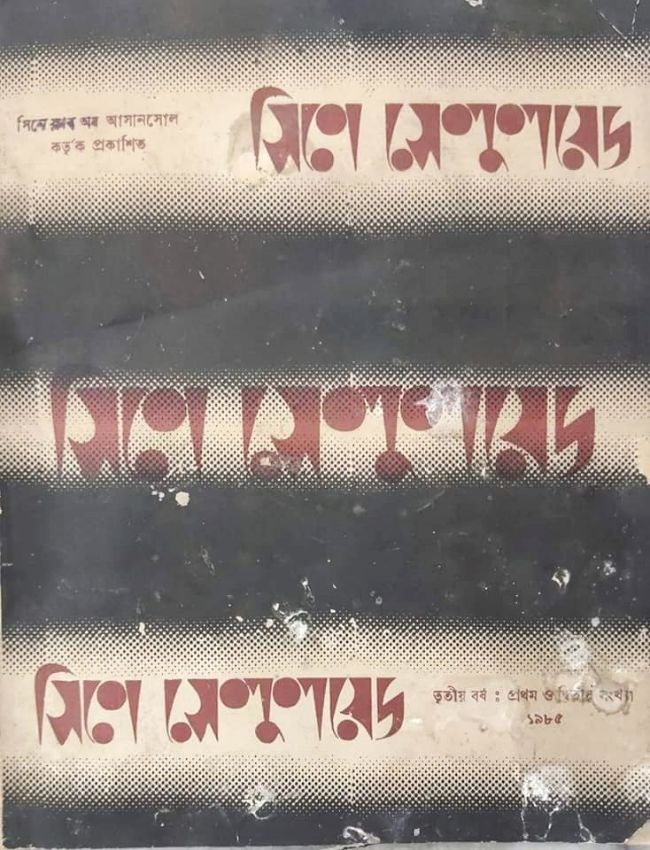 সিনে ক্লাব অব আসানসোল
কর্তৃক প্রকাশিত
সিনে সেলুলয়েড
সিনে সেলুলয়েড
সিনে সেলুলয়েড
তৃতীয় বর্ষ : প্রথম ও দ্বিতীয় সংখ্যা
১৯৮৫